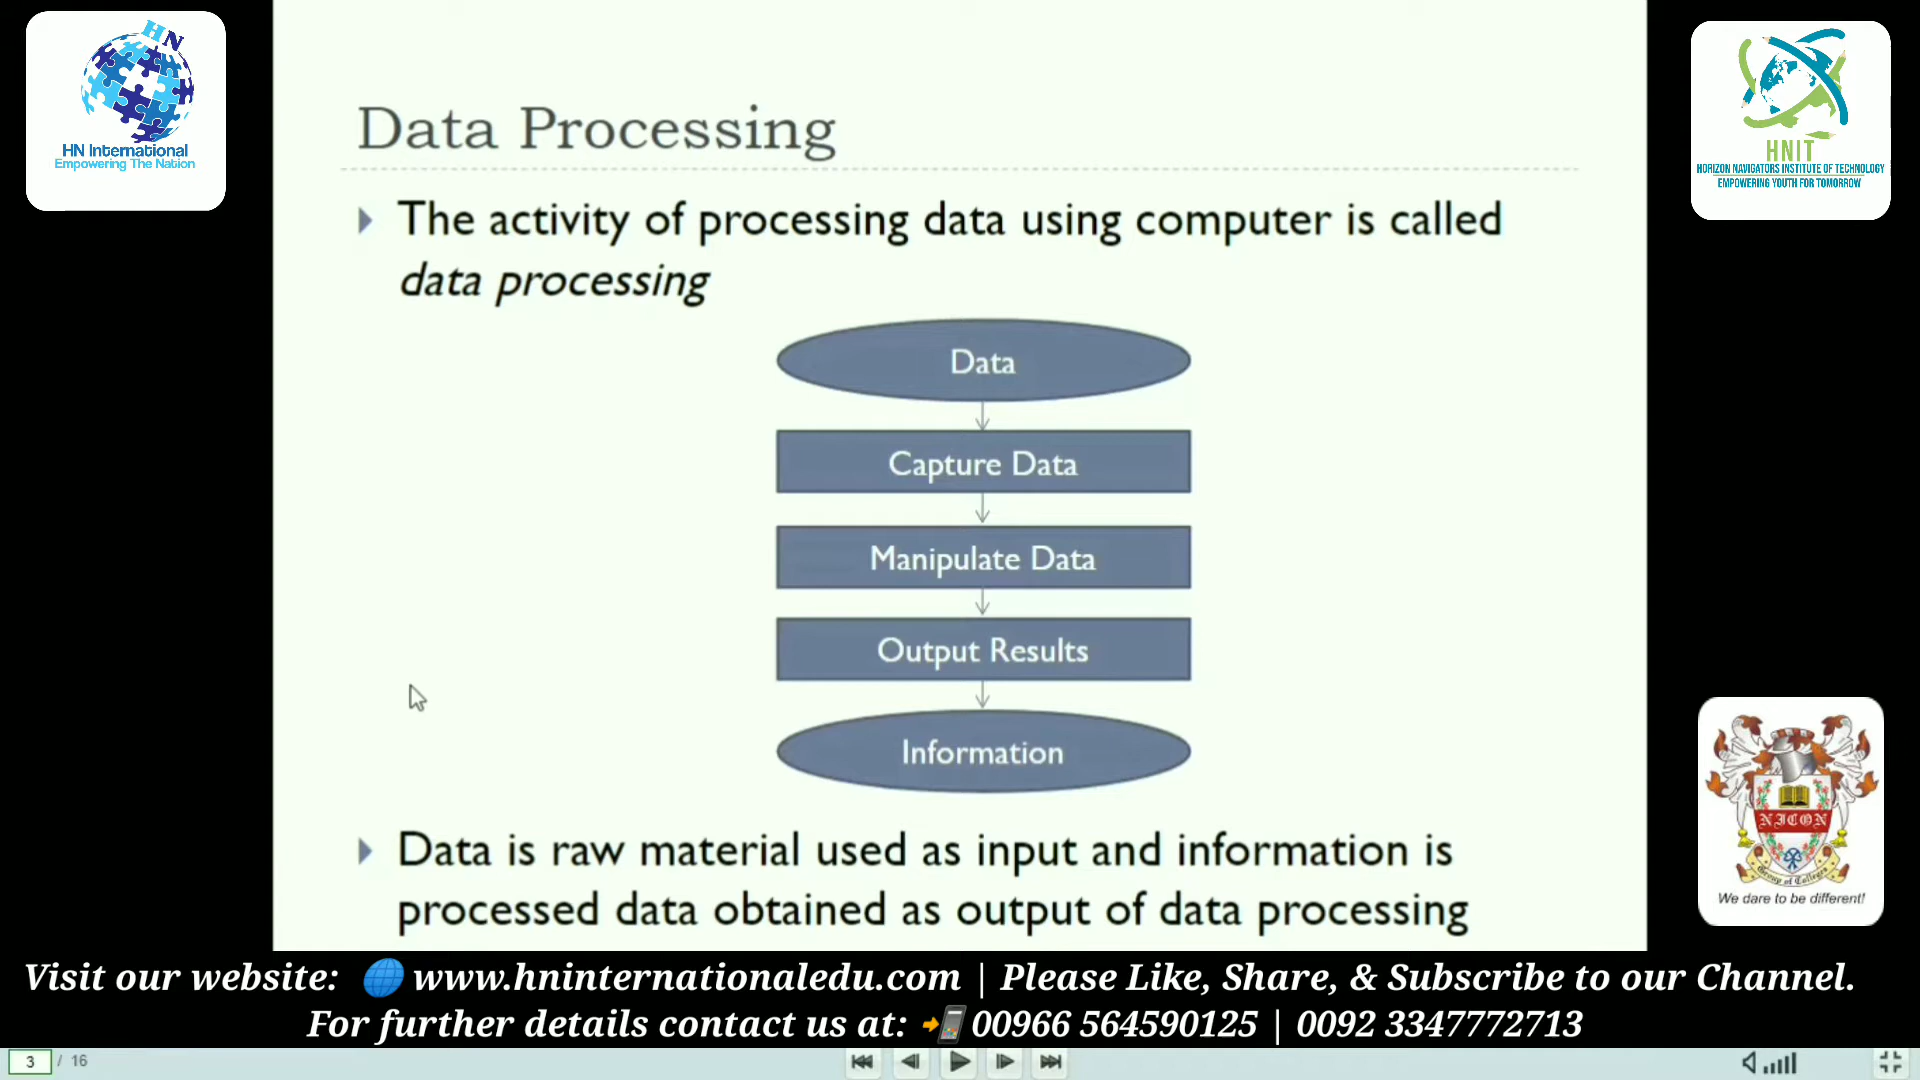 HN
HN International
Empowering The Nation
HNIT
HORIZON NAVIGATORS INSTITUTE OF TECHNOLOGY
EMPOWERING YOUTH FOR TOMORROW
Data Processing
The activity of processing data using computer is called
data processing
Data
Capture Data
Manipulate Data
Output Results
Information
Data is raw material used as input and information is
processed data obtained as output of data processing
NICON
Group of Colleges
We dare to be different!
Visit our website: 🌐 www.hninternationaledu.com | Please Like, Share, & Subscribe to our Channel.
For further details contact us at: 📲 00966 564590125 | 0092 3347772713
3 / 16